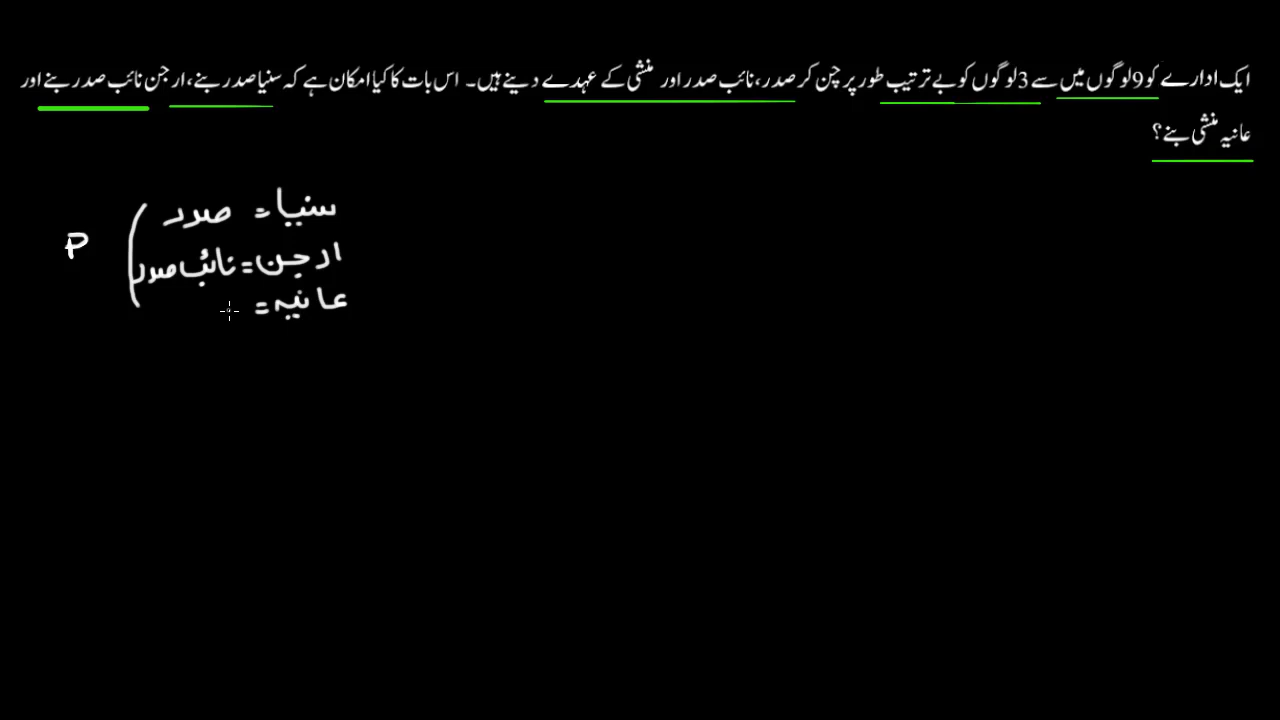 ایک ادارے کو 9 لوگوں میں سے 3 لوگوں کو بے ترتیب طور پر چن کر صدر، نائب صدر اور منشی کے عہدے دینے ہیں۔ اس بات کا کیا امکان ہے کہ سنیا صدر بنے، ارجن نائب صدر بنے اور
عانیہ منشی بنے؟
سنیا = صدر
P ( ارجن = نائب صدر
عانیہ =